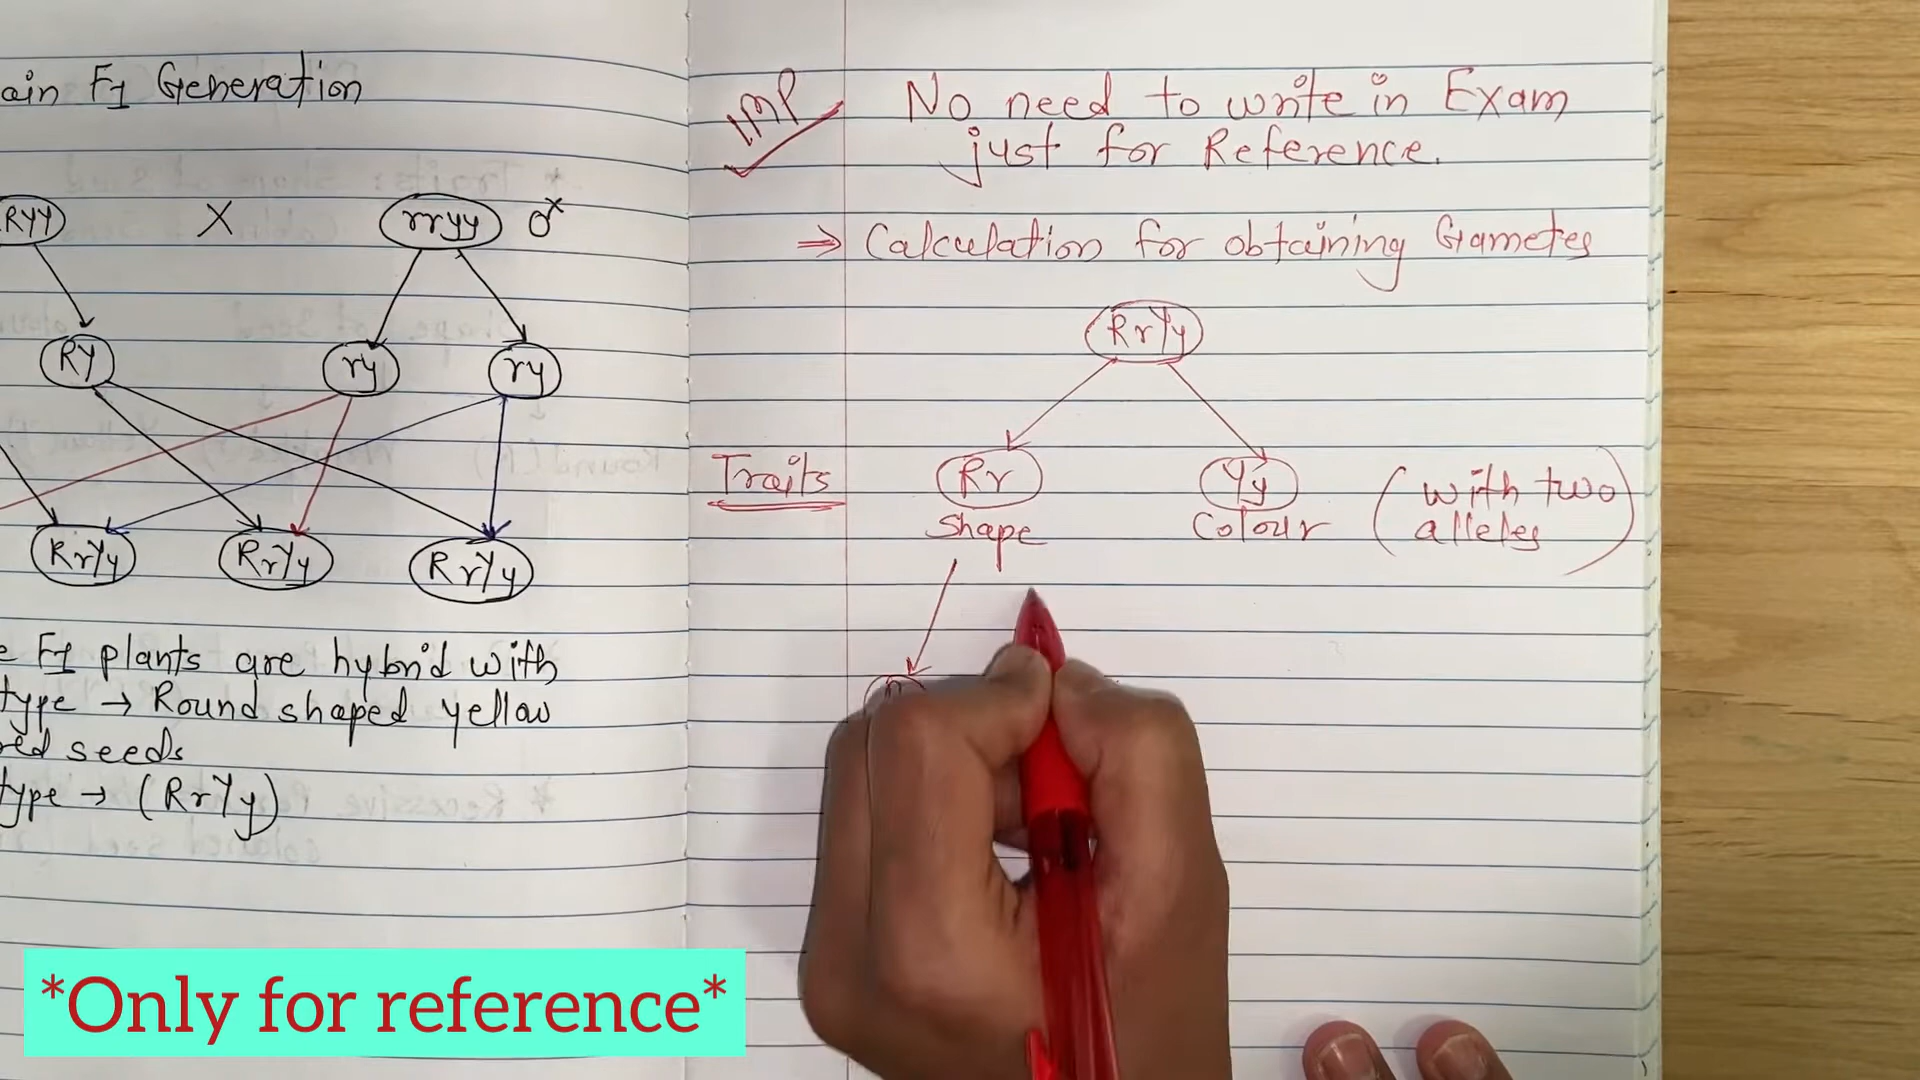 ain F1 Generation
RYY X rryy ♂
RY ry ry
RrYy RrYy RrYy
e F1 plants are hybrid with
type → Round shaped yellow
red seeds
type → (RrYy)
IMP
No need to write in Exam
just for Reference.
⇒ Calculation for obtaining Gametes
RrYy
Traits Rr Yy (with two
Shape Colour alleles)
*Only for reference*